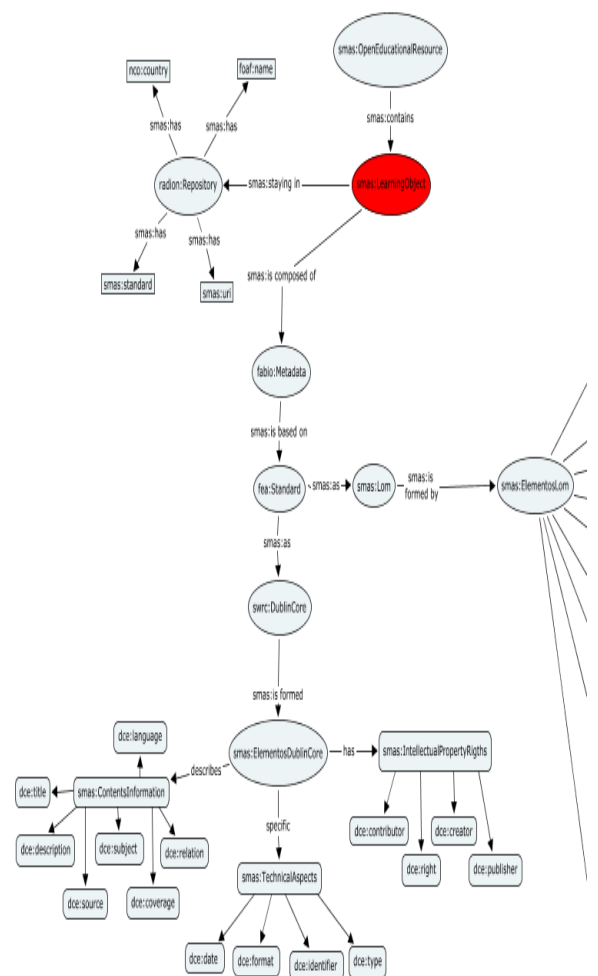 smas:OpenEducationalResource
nco:country
foaf:name
smas:contains
smas:has
smas:has
radion:Repository
smas:staying in
smas:LearningObject
smas:has
smas:has
smas:standard
smas:uri
smas:is composed of
fabio:Metadata
smas:is based on
fea:Standard
smas:as
smas:Lom
smas:is
formed by
smas:ElementosLom
smas:as
swrc:DublinCore
smas:is formed
smas:ElementosDublinCore
has
smas:IntellectualPropertyRigths
describes
dce:language
dce:title
smas:ContentsInformation
specific
dce:description
dce:subject
dce:relation
dce:source
dce:coverage
dce:contributor
dce:creator
dce:right
dce:publisher
smas:TechnicalAspects
dce:date
dce:format
dce:identifier
dce:type